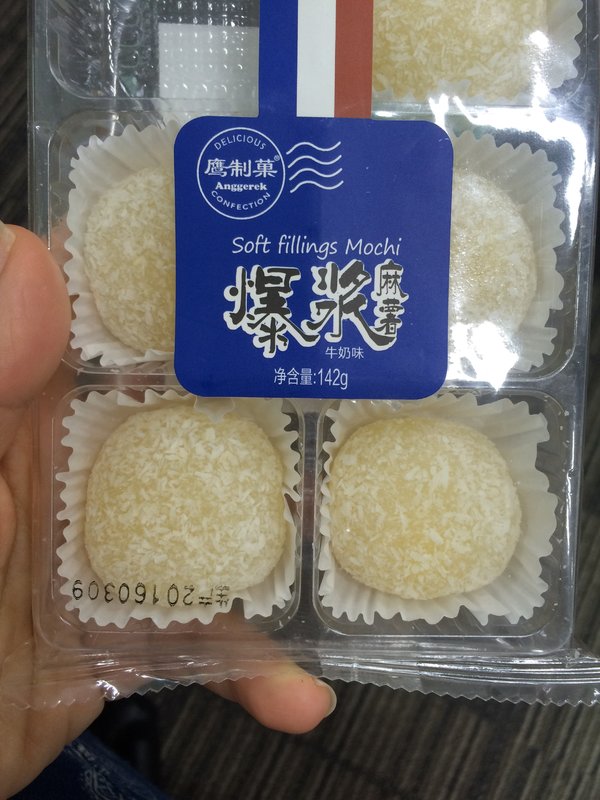 DELICIOUS
鹰制菓®
Anggerek
CONFECTION
Soft fillings Mochi
爆浆麻薯
牛奶味
净含量:142g
生产20160309